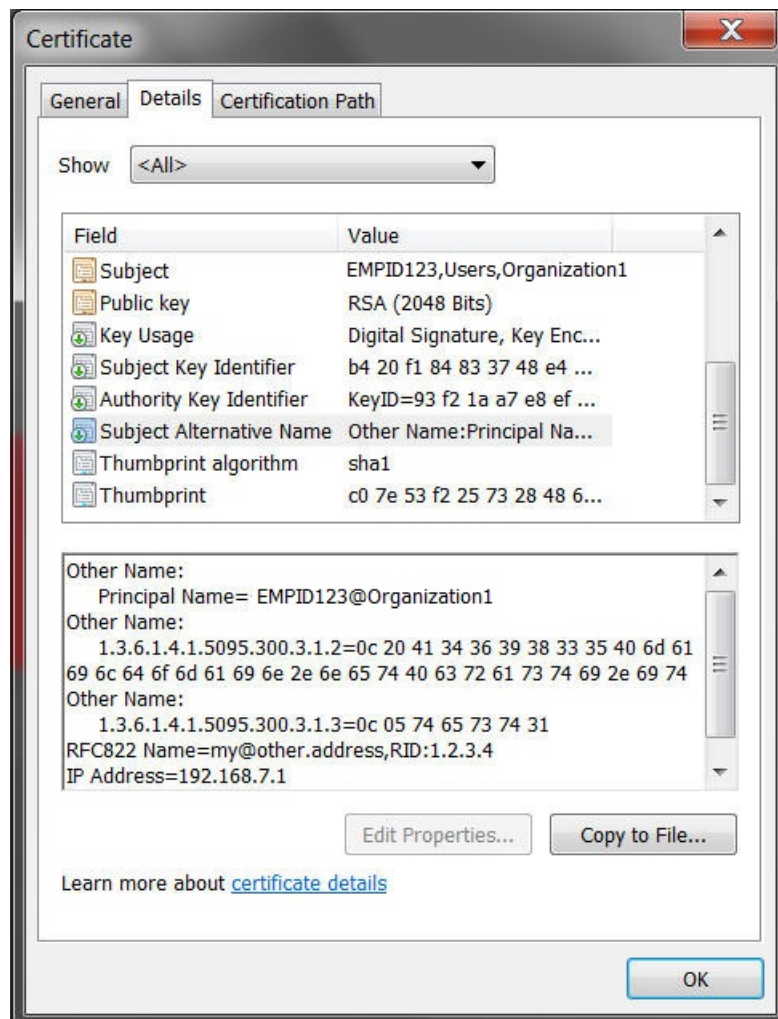 Certificate
General Details Certification Path
Show <All>
Field Value
Subject EMPID123,Users,Organization1
Public key RSA (2048 Bits)
Key Usage Digital Signature, Key Enc...
Subject Key Identifier b4 20 f1 84 83 37 48 e4 ...
Authority Key Identifier KeyID=93 f2 1a a7 e8 ef ...
Subject Alternative Name Other Name:Principal Na...
Thumbprint algorithm sha1
Thumbprint c0 7e 53 f2 25 73 28 48 6...
Other Name:
Principal Name= EMPID123@Organization1
Other Name:
1.3.6.1.4.1.5095.300.3.1.2=0c 20 41 34 36 39 38 33 35 40 6d 61
69 6c 64 6f 6d 61 69 6e 2e 6e 65 74 40 63 72 61 73 74 69 2e 69 74
Other Name:
1.3.6.1.4.1.5095.300.3.1.3=0c 05 74 65 73 74 31
RFC822 Name=my@other.address,RID:1.2.3.4
IP Address=192.168.7.1
Edit Properties... Copy to File...
Learn more about certificate details
OK